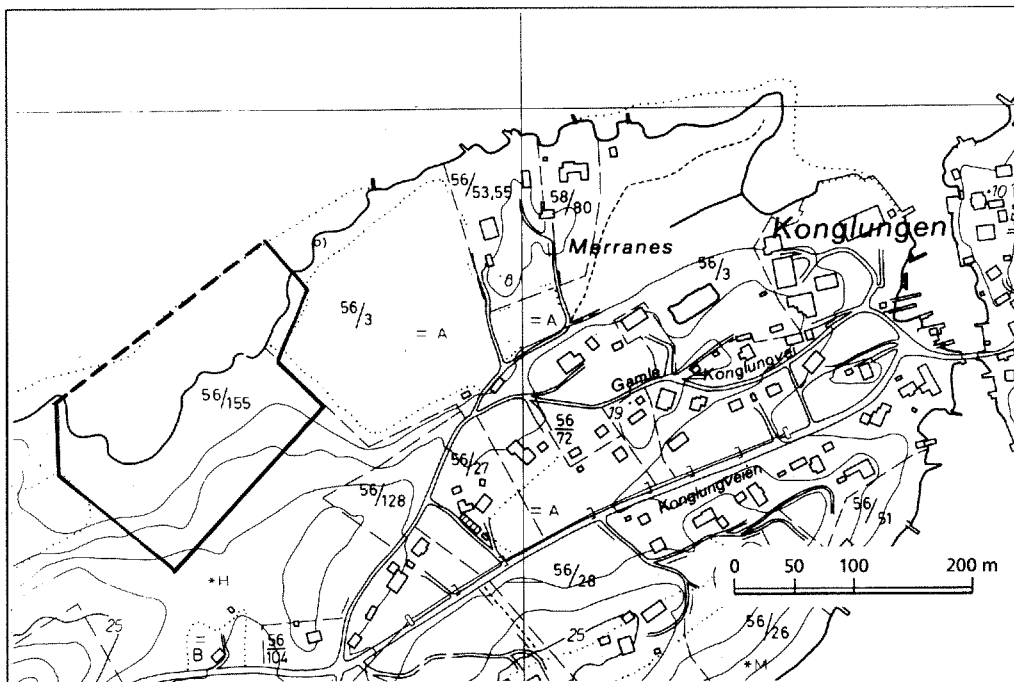 56/
53,55
58/
80
10
Konglungen
Merranes
6)
8
56/3
56/3
= A
= A
Gamle
Konglungvei
56/155
19
56
72
56/27
56/128
= A
Konglungveien
56/
51
0 50 100 200 m
56/
28
* H
25
56/
26
25
=
B
56
104
* M